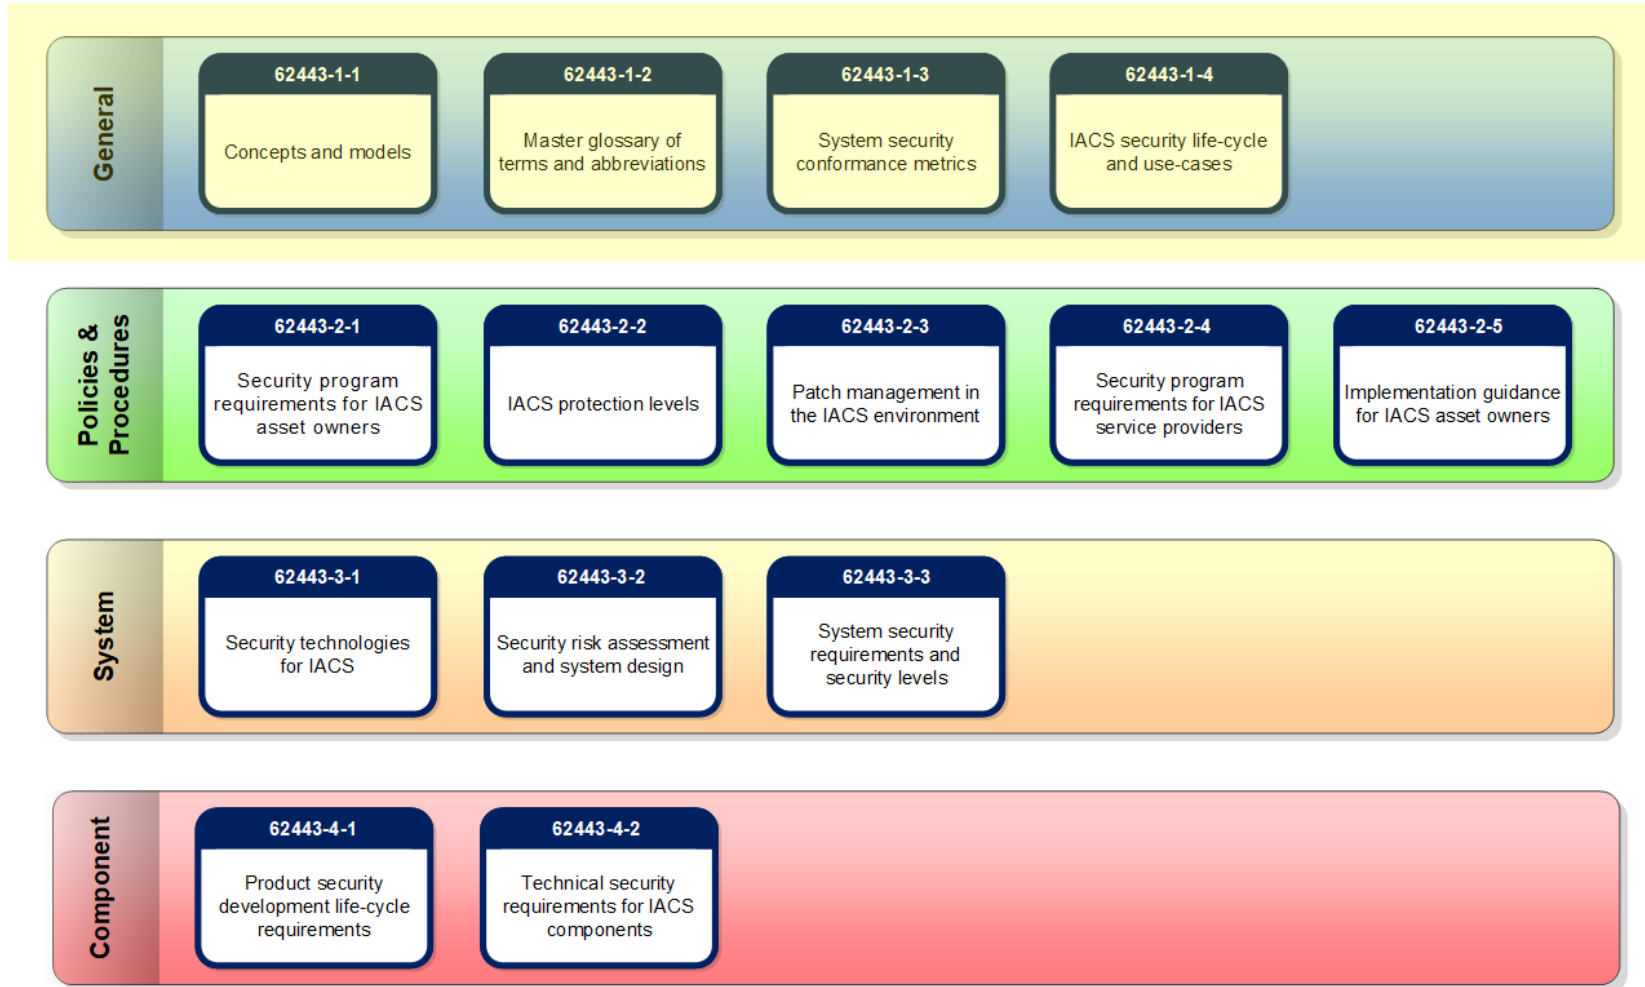 General
62443-1-1
Concepts and models
62443-1-2
Master glossary of
terms and abbreviations
62443-1-3
System security
conformance metrics
62443-1-4
IACS security life-cycle
and use-cases
Policies &
Procedures
62443-2-1
Security program
requirements for IACS
asset owners
62443-2-2
IACS protection levels
62443-2-3
Patch management in
the IACS environment
62443-2-4
Security program
requirements for IACS
service providers
62443-2-5
Implementation guidance
for IACS asset owners
System
62443-3-1
Security technologies
for IACS
62443-3-2
Security risk assessment
and system design
62443-3-3
System security
requirements and
security levels
Component
62443-4-1
Product security
development life-cycle
requirements
62443-4-2
Technical security
requirements for IACS
components